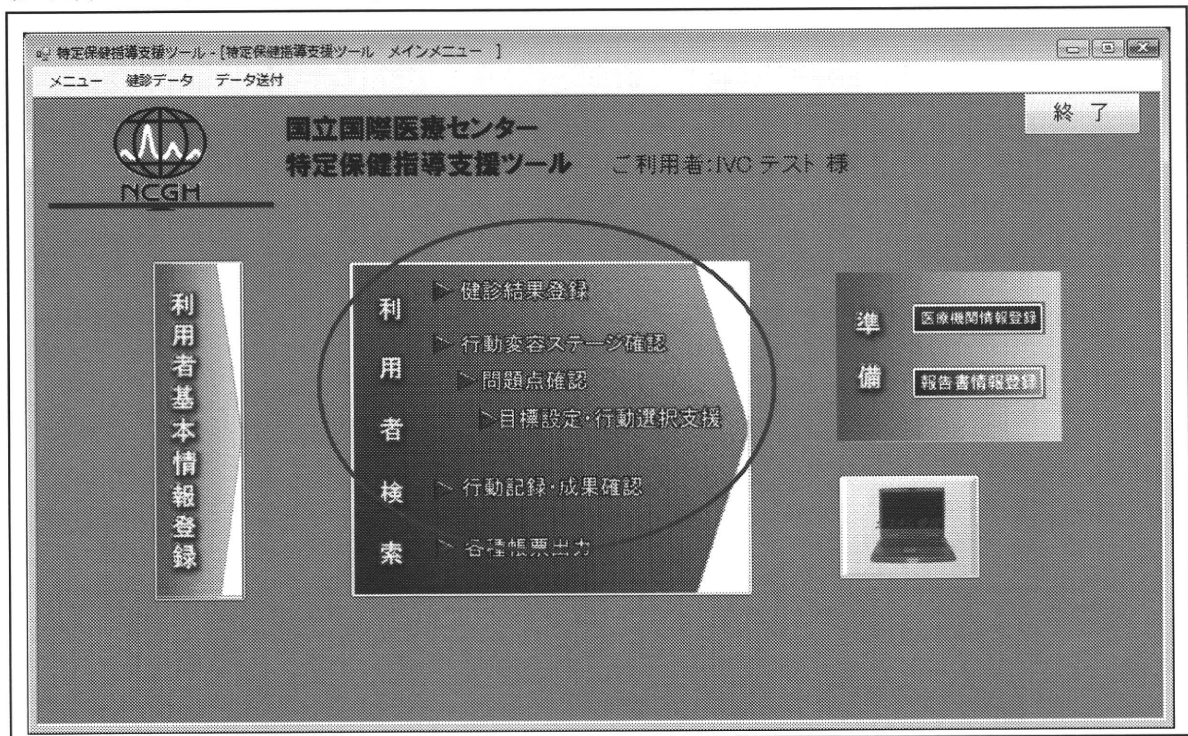 特定保健指導支援ツール - [特定保健指導支援ツール メインメニュー ]
メニュー 健診データ データ送付
終 了
NCGH
国立国際医療センター
特定保健指導支援ツール ご利用者:IVC テスト 様
利用者基本情報登録
利用者検索
健診結果登録
行動変容ステージ確認
問題点確認
目標設定・行動選択支援
行動記録・成果確認
各種帳票出力
準備
医療機関情報登録
報告書情報登録